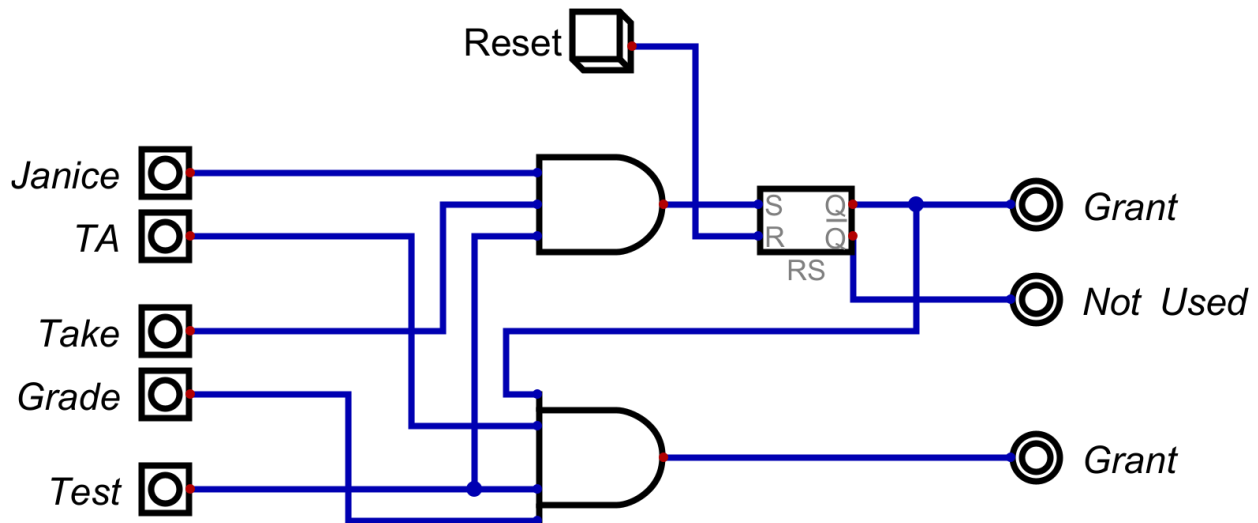 Reset
Janice
TA
Take
Grade
Test
S Q
R Q
RS
Grant
Not Used
Grant